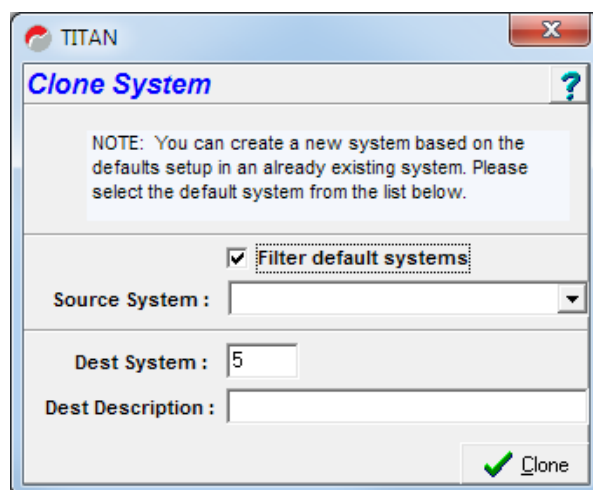 TITAN
Clone System
?
NOTE: You can create a new system based on the
defaults setup in an already existing system. Please
select the default system from the list below.
Filter default systems
Source System :
Dest System : 5
Dest Description :
Clone